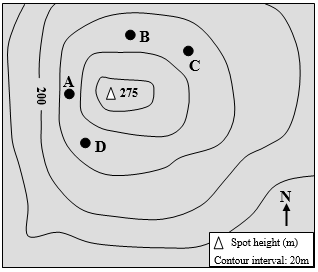 B
C
A
275
200
D
N
Spot height (m)
Contour interval: 20m